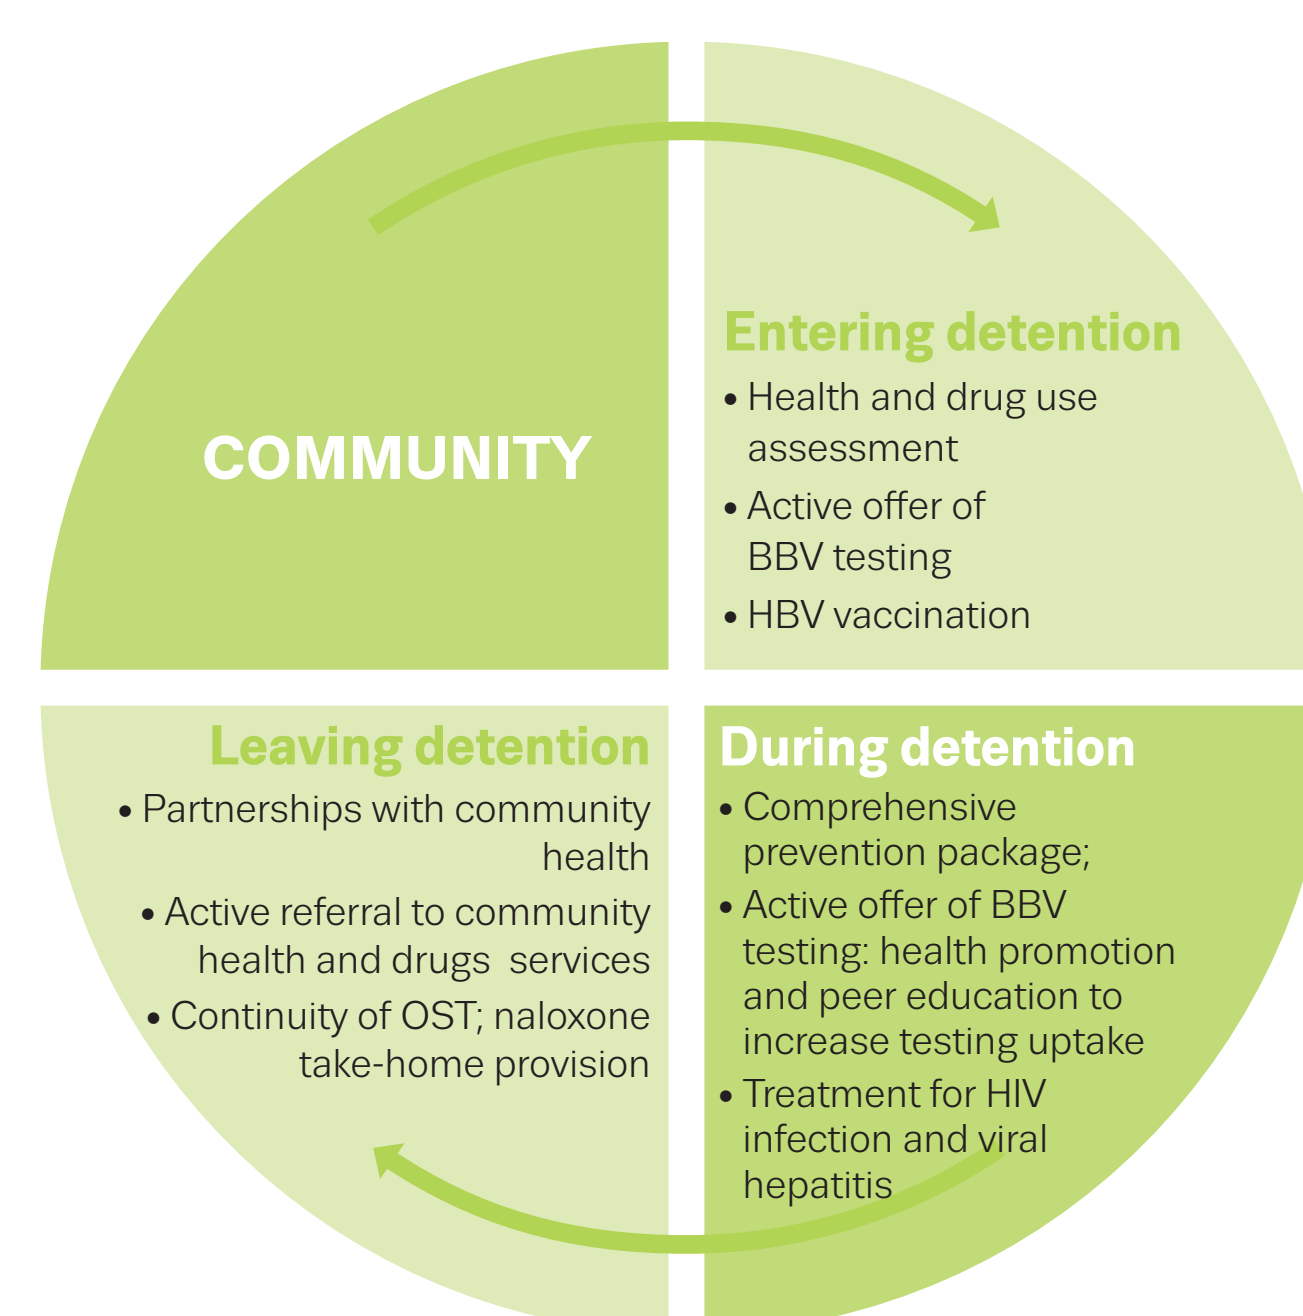 COMMUNITY
Entering detention
• Health and drug use
assessment
• Active offer of
BBV testing
• HBV vaccination
Leaving detention
• Partnerships with community
health
• Active referral to community
health and drugs  services
• Continuity of OST; naloxone
take-home provision
During detention
• Comprehensive
prevention package;
• Active offer of BBV
testing: health promotion
and peer education to
increase testing uptake
• Treatment for HIV
infection and viral
hepatitis